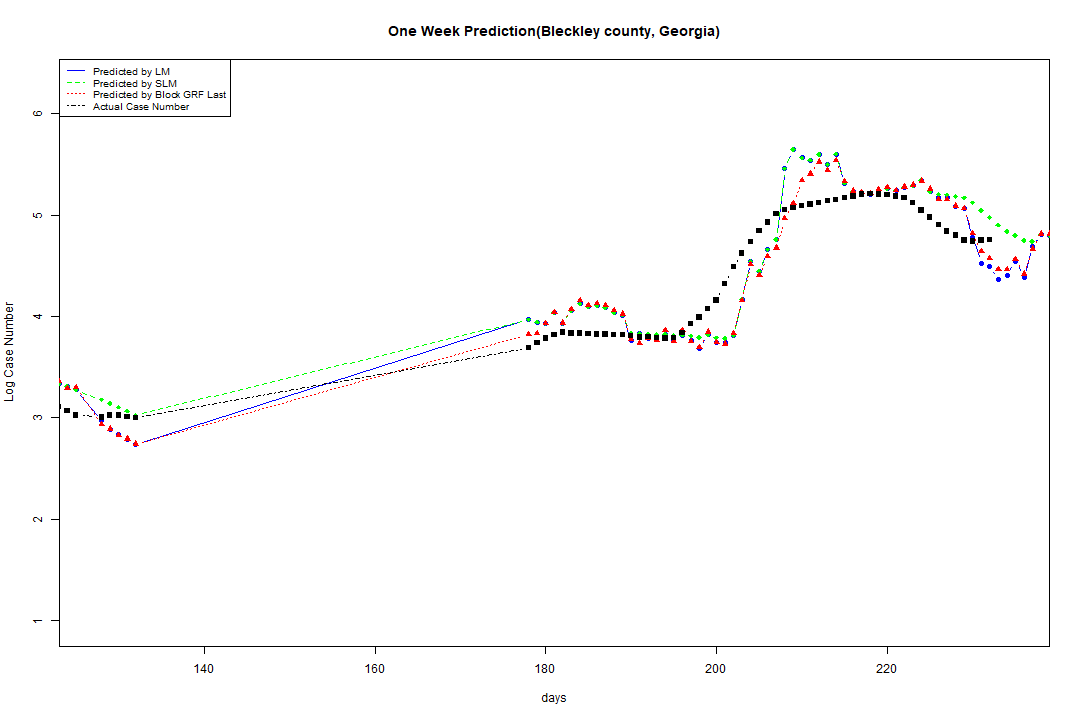 One Week Prediction(Bleckley county, Georgia)
Predicted by LM
Predicted by SLM
Predicted by Block GRF Last
Actual Case Number
6
5
4
3
2
1
Log Case Number
140 160 180 200 220
days